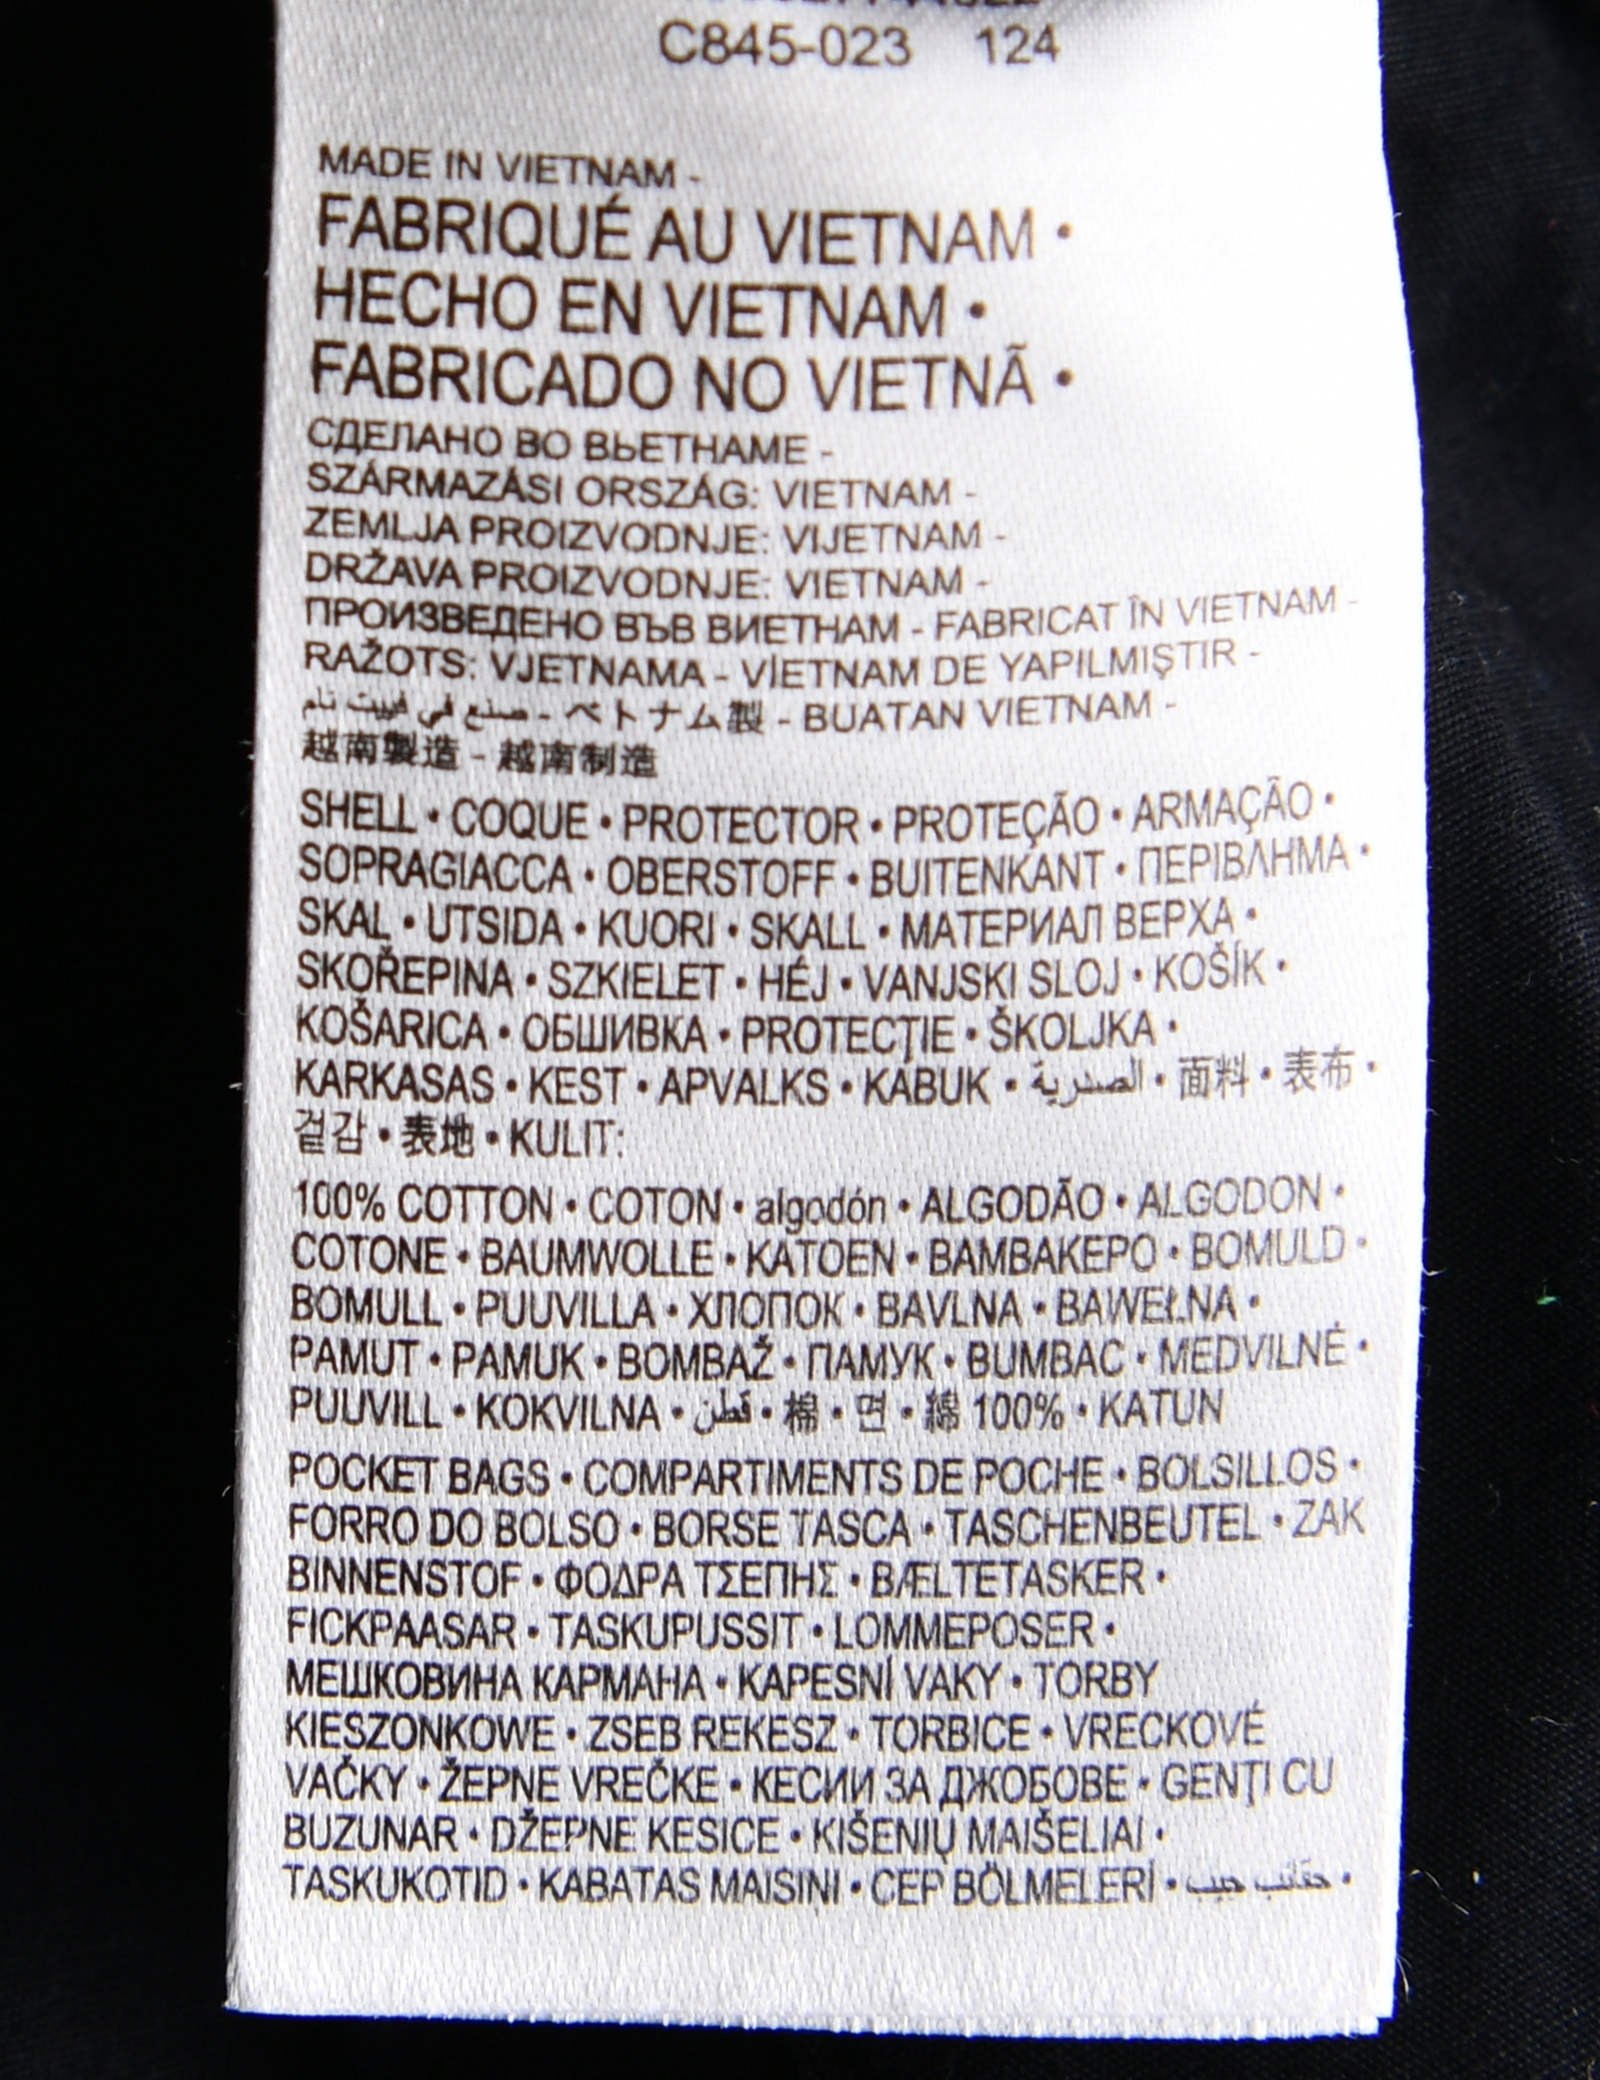 C845-023 124
MADE IN VIETNAM -
FABRIQUÉ AU VIETNAM •
HECHO EN VIETNAM •
FABRICADO NO VIETNÃ •
СДЕЛАНО ВО ВЬЕТНАМЕ -
SZÁRMAZÁSI ORSZÁG: VIETNAM -
ZEMLJA PROIZVODNJE: VIJETNAM -
DRŽAVA PROIZVODNJE: VIETNAM -
ПРОИЗВЕДЕНО ВЪВ ВИЕТНАМ - FABRICAT ÎN VIETNAM -
RAŽOTS: VJETNAMA - VİETNAM DE YAPILMIŞTIR -
صنع في فييت نام - ベトナム製 - BUATAN VIETNAM -
越南製造 - 越南制造
SHELL • COQUE • PROTECTOR • PROTEÇÃO • ARMAÇÃO •
SOPRAGIACCA • OBERSTOFF • BUITENKANT • ΠΕΡΙΒΛΗΜΑ •
SKAL • UTSIDA • KUORI • SKALL • МАТЕРИАЛ ВЕРХА •
SKOŘEPINA • SZKIELET • HÉJ • VANJSKI SLOJ • KOŠÍK •
KOŠARICA • ОБШИВКА • PROTECŢIE • ŠKOLJKA •
KARKASAS • KEST • APVALKS • KABUK • الصدرية • 面料 • 表布 •
겉감 • 表地 • KULIT:
100% COTTON • COTON • algodón • ALGODÃO • ALGODON •
COTONE • BAUMWOLLE • KATOEN • ΒΑΜΒΑΚΕΡΟ • BOMULD •
BOMULL • PUUVILLA • ХЛОПОК • BAVLNA • BAWEŁNA •
PAMUT • PAMUK • BOMBAŽ • ПАМУК • BUMBAC • MEDVILNĖ •
PUUVILL • KOKVILNA • قطن • 棉 • 면 • 綿 100% • KATUN
POCKET BAGS • COMPARTIMENTS DE POCHE • BOLSILLOS •
FORRO DO BOLSO • BORSE TASCA • TASCHENBEUTEL • ZAK
BINNENSTOF • ΦΟΔΡΑ ΤΣΕΠΗΣ • BÆLTETASKER •
FICKPAASAR • TASKUPUSSIT • LOMMEPOSER •
МЕШКОВИНА КАРМАНА • KAPESNÍ VAKY • TORBY
KIESZONKOWE • ZSEB REKESZ • TORBICE • VRECKOVÉ
VAČKY • ŽEPNE VREČKE • КЕСИИ ЗА ДЖОБОВЕ • GENŢI CU
BUZUNAR • DŽEPNE KESICE • KIŠENIŲ MAIŠELIAI •
TASKUKOTID • KABATAS MAISINI • CEP BÖLMELERİ • حقائب جيب •